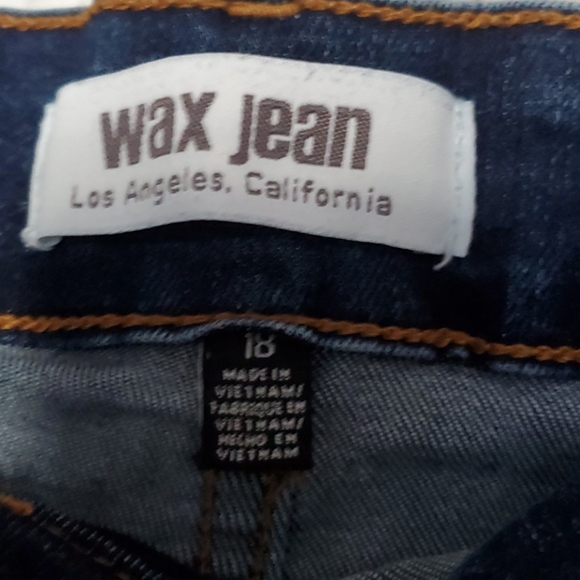 wax jean
Los Angeles, California
18
MADE IN
VIETNAM/
FABRIQUE EN
VIETNAM/
HECHO EN
VIETNAM